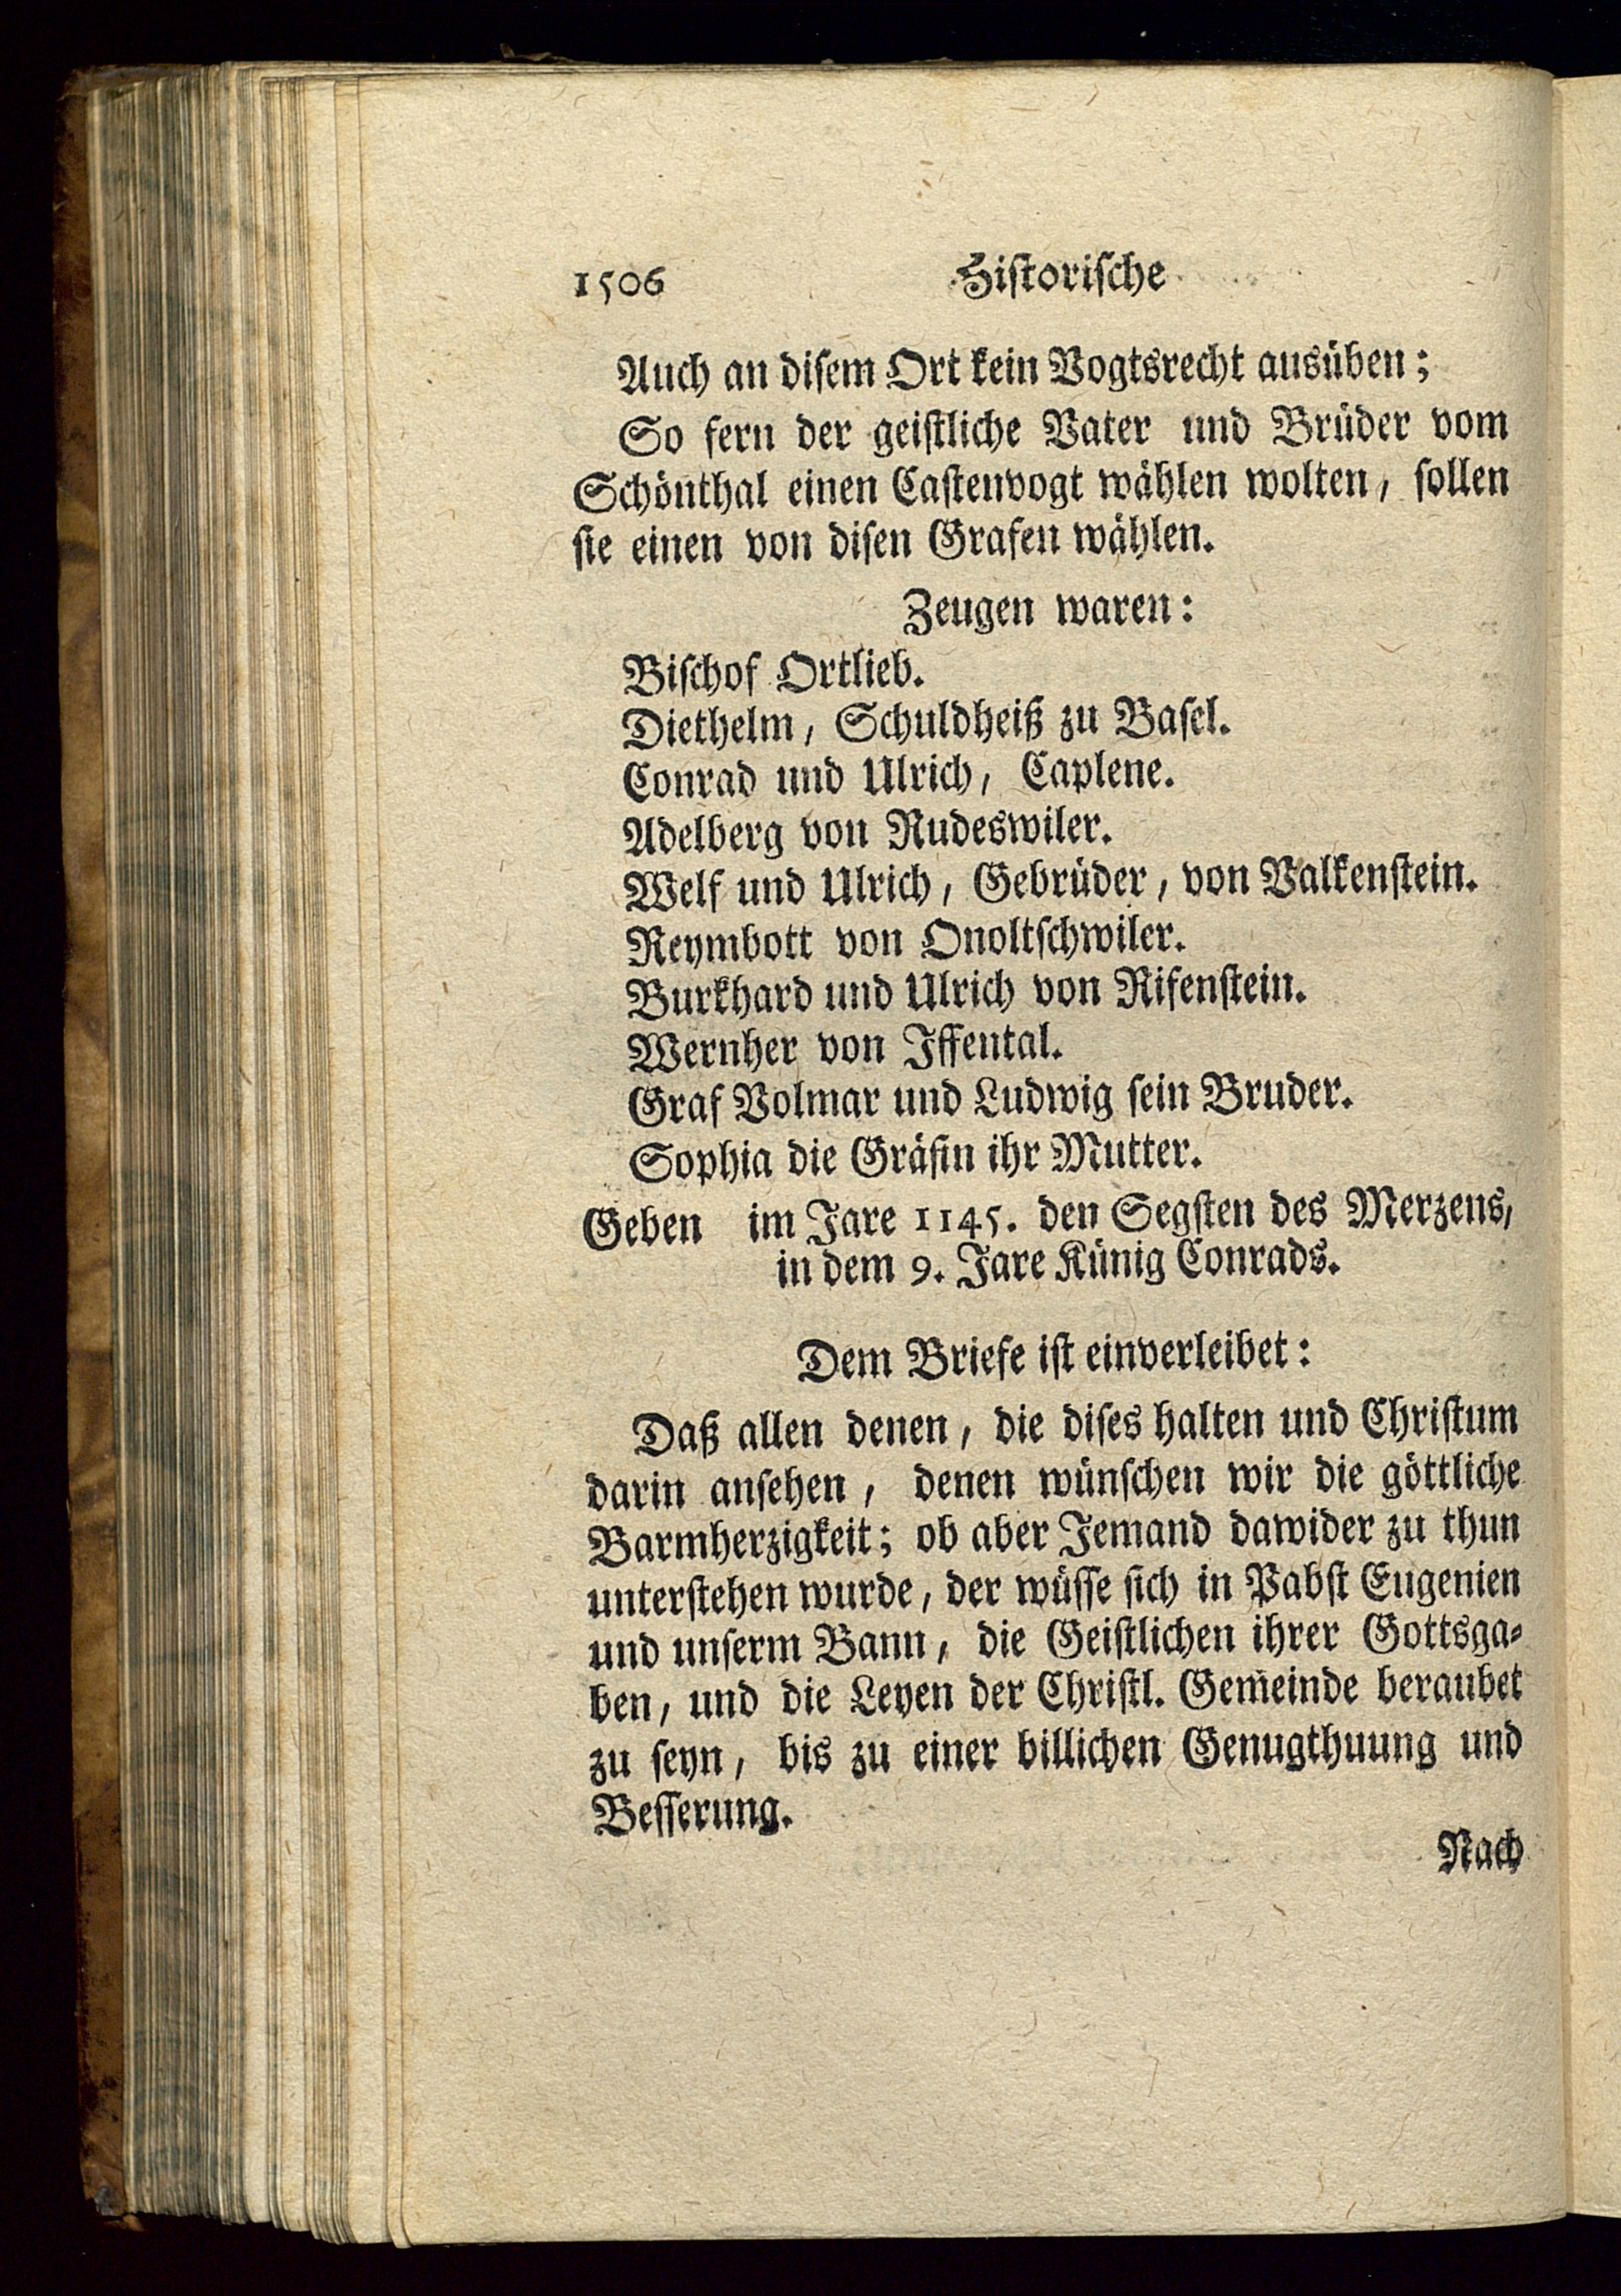 1506 Historische
Auch an disem Ort kein Vogtsrecht ausüben;
So fern der geistliche Vater und Brüder vom
Schönthal einen Castenvogt wählen wolten, sollen
sie einen von disen Grafen wählen.
Zeugen waren:
Bischof Ortlieb.
Diethelm, Schuldheiß zu Basel.
Conrad und Ulrich, Caplene.
Adelberg von Rudeswiler.
Welf und Ulrich, Gebrüder, von Valkenstein.
Reymbott von Onoltschwiler.
Burkhard und Ulrich von Rifenstein.
Wernher von Iffental.
Graf Volmar und Ludwig sein Bruder.
Sophia die Gräfin ihr Mutter.
Geben im Jare 1145. den Segsten des Merzens,
in dem 9. Jare Künig Conrads.
Dem Briefe ist einverleibet:
Daß allen denen, die dises halten und Christum
darin ansehen, denen wünschen wir die göttliche
Barmherzigkeit; ob aber Jemand dawider zu thun
unterstehen wurde, der wüsse sich in Pabst Eugenien
und unserm Bann, die Geistlichen ihrer Gottsga-
ben, und die Leyen der Christl. Gem̄einde beraubet
zu seyn, bis zu einer billichen Genugthuung und
Besserung.
Nach